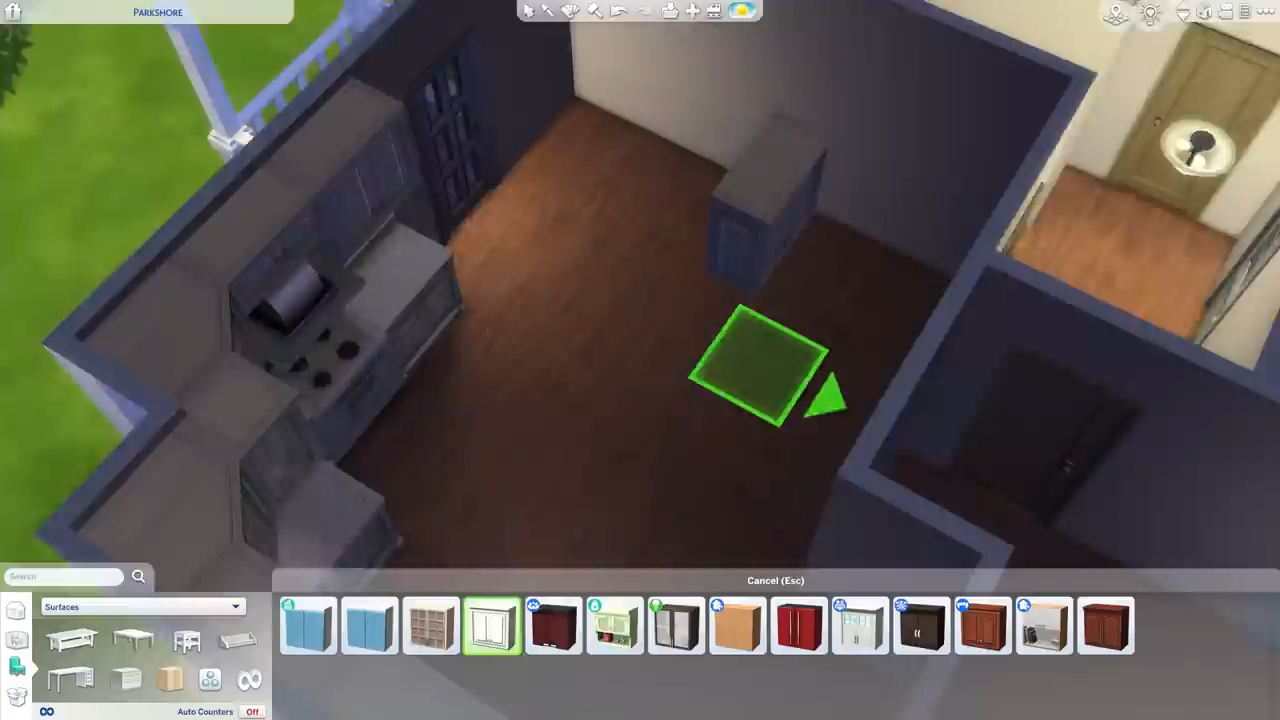 PARKSHORE
Cancel (Esc)
Search
Surfaces
Auto Counters Off